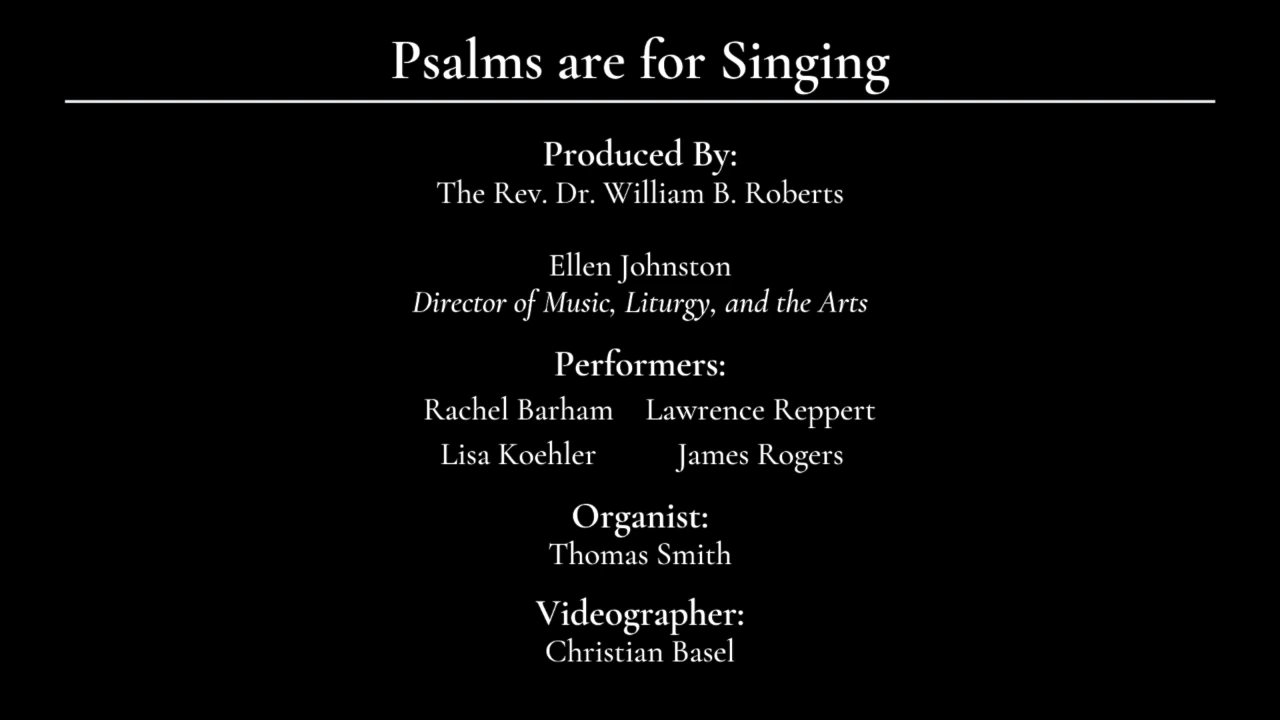 Psalms are for Singing
Produced By:
The Rev. Dr. William B. Roberts
Ellen Johnston
Director of Music, Liturgy, and the Arts
Performers:
Rachel Barham Lawrence Reppert
Lisa Koehler James Rogers
Organist:
Thomas Smith
Videographer:
Christian Basel